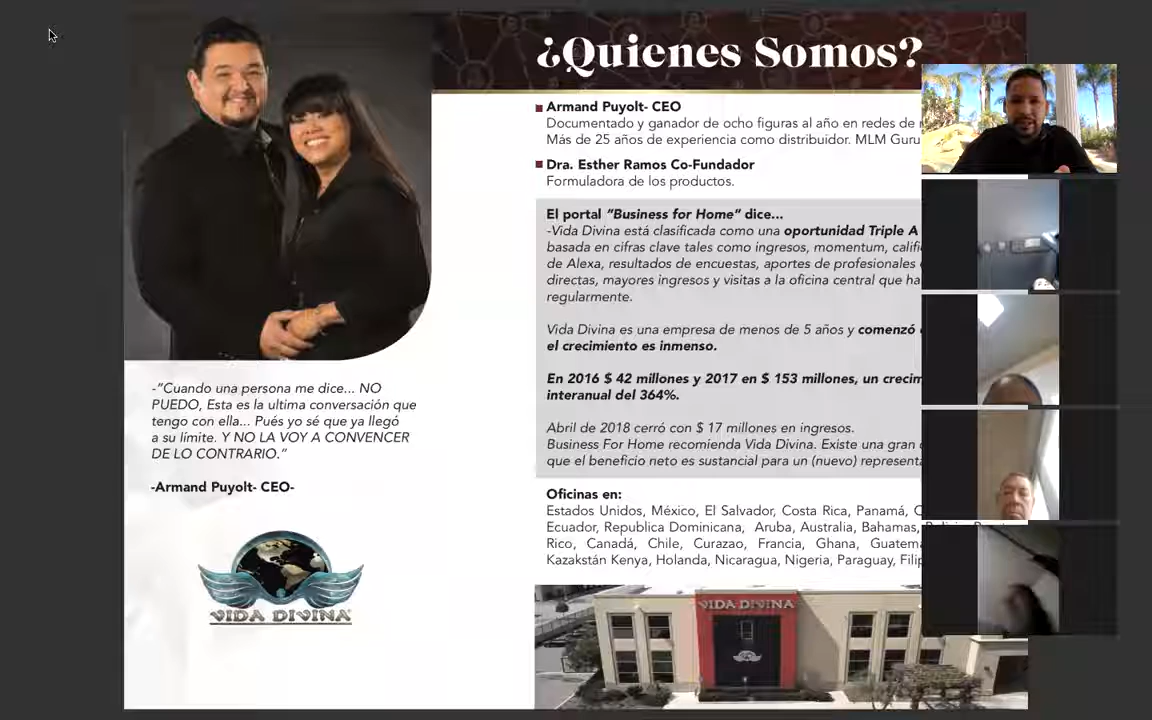 ¿Quienes Somos?
Armand Puyolt- CEO
Documentado y ganador de ocho figuras al año en redes de
Más de 25 años de experiencia como distribuidor. MLM Guru
Dra. Esther Ramos Co-Fundador
Formuladora de los productos.
El portal "Business for Home" dice...
-Vida Divina está clasificada como una oportunidad Triple A
basada en cifras clave tales como ingresos, momentum,
de Alexa, resultados de encuestas, aportes de profesionales
directas, mayores ingresos y visitas a la oficina central que
regularmente.
Vida Divina es una empresa de menos de 5 años y comenzó
el crecimiento es inmenso.
En 2016 $ 42 millones y 2017 en $ 153 millones, un
interanual del 364%.
Abril de 2018 cerró con $ 17 millones en ingresos.
Business For Home recomienda Vida Divina. Existe una gran
que el beneficio neto es sustancial para un (nuevo)
Oficinas en:
Estados Unidos, México, El Salvador, Costa Rica, Panamá,
Ecuador, Republica Dominicana, Aruba, Australia, Bahamas,
Rico, Canadá, Chile, Curazao, Francia, Ghana,
Kazakstán Kenya, Holanda, Nicaragua, Nigeria, Paraguay,
-"Cuando una persona me dice... NO
PUEDO, Esta es la ultima conversación que
tengo con ella... Pués yo sé que ya llegó
a su límite. Y NO LA VOY A CONVENCER
DE LO CONTRARIO."
-Armand Puyolt- CEO-
VIDA DIVINA
VIDA DIVINA